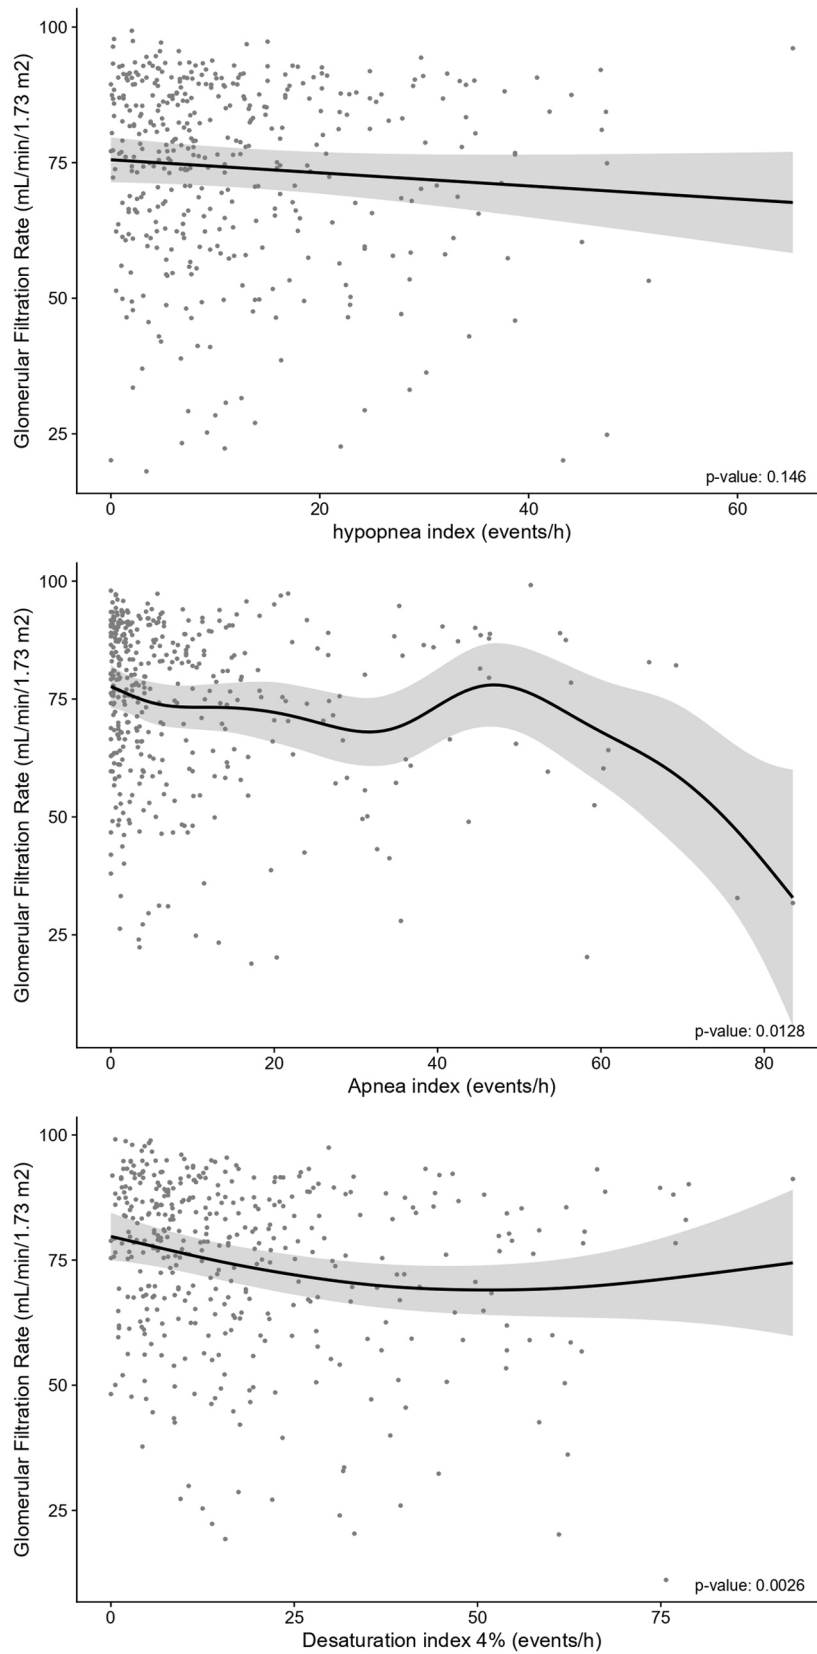 100
75
50
25
Glomerular Filtration Rate (mL/min/1.73 m2)
p-value: 0.146
0 20 40 60
hypopnea index (events/h)
100
75
50
25
Glomerular Filtration Rate (mL/min/1.73 m2)
p-value: 0.0128
0 20 40 60 80
Apnea index (events/h)
100
75
50
25
Glomerular Filtration Rate (mL/min/1.73 m2)
p-value: 0.0026
0 25 50 75
Desaturation index 4% (events/h)